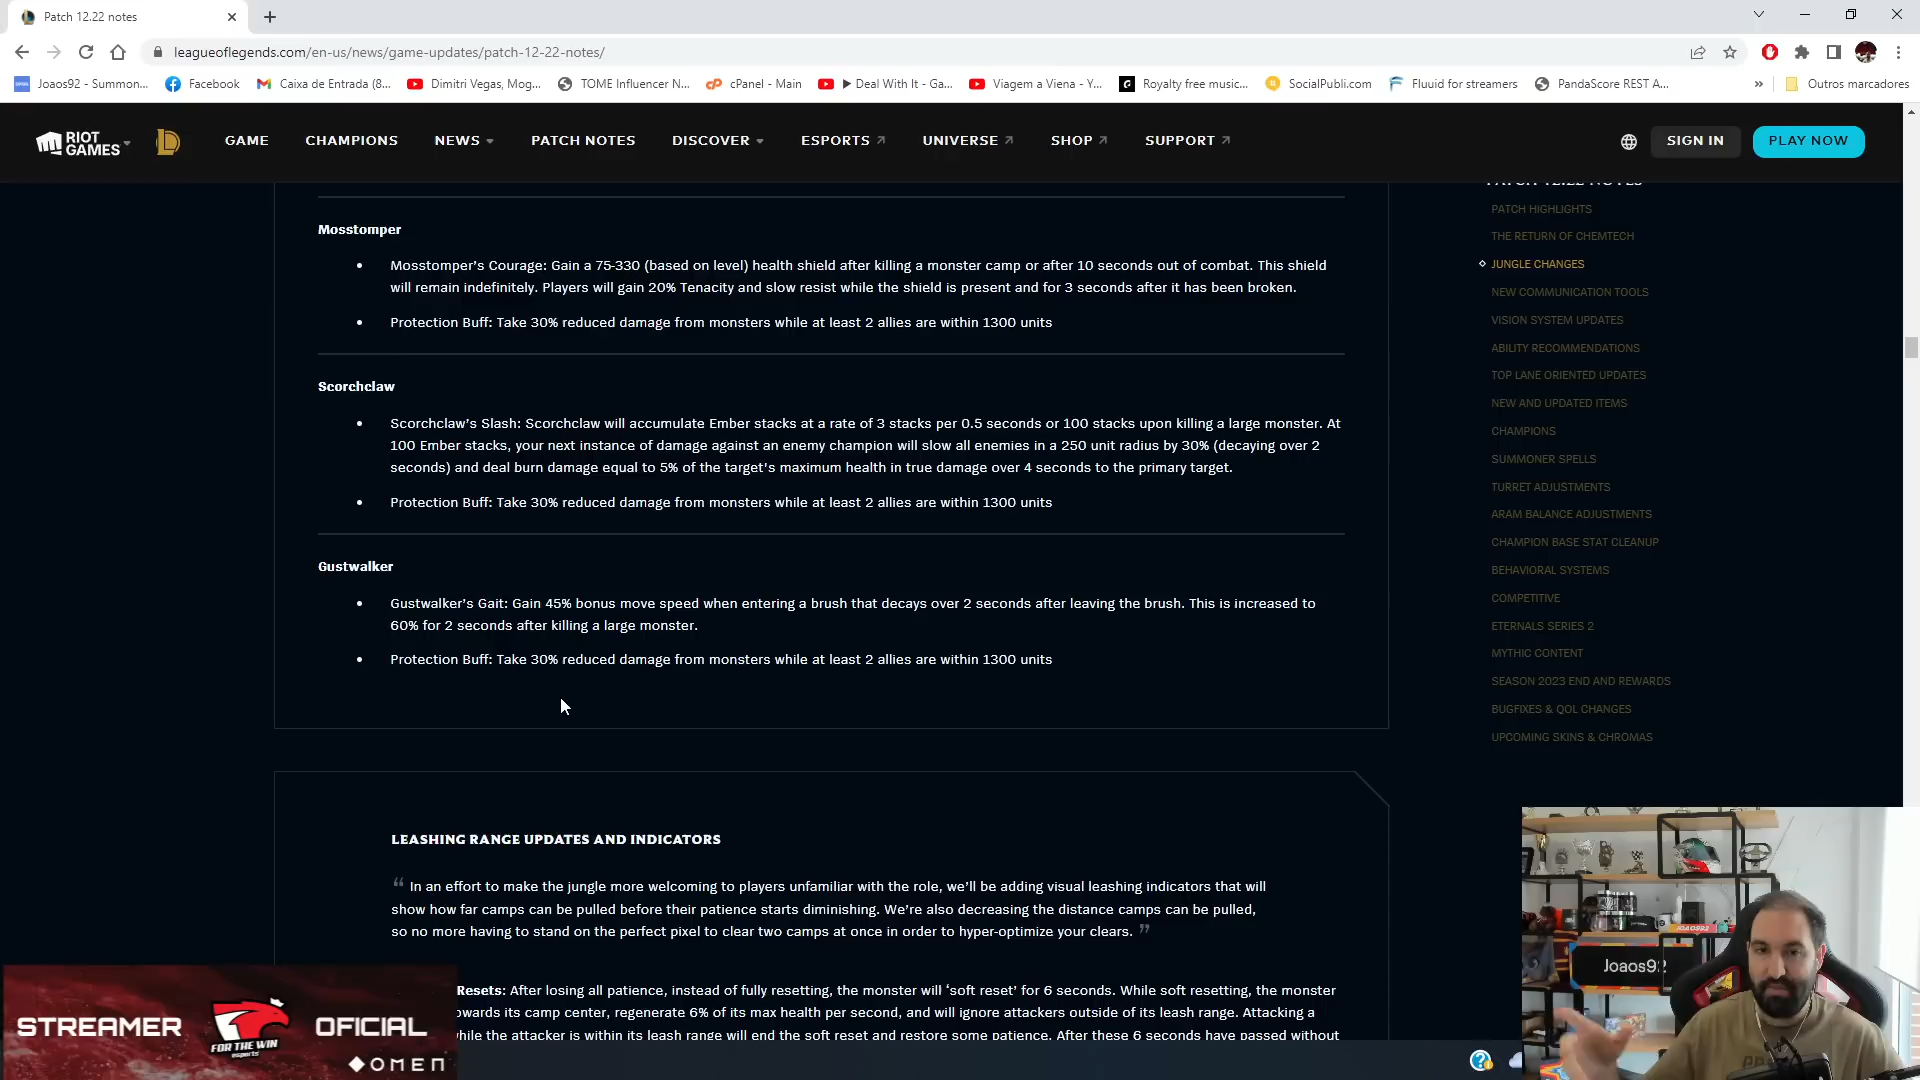 Patch 12.22 notes
leagueoflegends.com/en-us/news/game-updates/patch-12-22-notes/
Joaos92 - Summon... Facebook Caixa de Entrada (8... Dimitri Vegas, Mog... TOME Influencer N... cPanel - Main Deal With It - Ga... Viagem a Viena - Y... Royalty free music... SocialPubli.com Fluuid for streamers PandaScore REST A... » Outros marcadores
RIOT GAMES GAME CHAMPIONS NEWS PATCH NOTES DISCOVER ESPORTS UNIVERSE SHOP SUPPORT SIGN IN PLAY NOW
Mosstomper
• Mosstomper's Courage: Gain a 75-330 (based on level) health shield after killing a monster camp or after 10 seconds out of combat. This shield
will remain indefinitely. Players will gain 20% Tenacity and slow resist while the shield is present and for 3 seconds after it has been broken.
• Protection Buff: Take 30% reduced damage from monsters while at least 2 allies are within 1300 units
Scorchclaw
• Scorchclaw's Slash: Scorchclaw will accumulate Ember stacks at a rate of 3 stacks per 0.5 seconds or 100 stacks upon killing a large monster. At
100 Ember stacks, your next instance of damage against an enemy champion will slow all enemies in a 250 unit radius by 30% (decaying over 2
seconds) and deal burn damage equal to 5% of the target's maximum health in true damage over 4 seconds to the primary target.
• Protection Buff: Take 30% reduced damage from monsters while at least 2 allies are within 1300 units
Gustwalker
• Gustwalker's Gait: Gain 45% bonus move speed when entering a brush that decays over 2 seconds after leaving the brush. This is increased to
60% for 2 seconds after killing a large monster.
• Protection Buff: Take 30% reduced damage from monsters while at least 2 allies are within 1300 units
LEASHING RANGE UPDATES AND INDICATORS
“ In an effort to make the jungle more welcoming to players unfamiliar with the role, we'll be adding visual leashing indicators that will
show how far camps can be pulled before their patience starts diminishing. We're also decreasing the distance camps can be pulled,
so no more having to stand on the perfect pixel to clear two camps at once in order to hyper-optimize your clears. ”
Resets: After losing all patience, instead of fully resetting, the monster will 'soft reset' for 6 seconds. While soft resetting, the monster
owards its camp center, regenerate 6% of its max health per second, and will ignore attackers outside of its leash range. Attacking a
hile the attacker is within its leash range will end the soft reset and restore some patience. After these 6 seconds have passed without
PATCH 12.22 NOTES
PATCH HIGHLIGHTS
THE RETURN OF CHEMTECH
JUNGLE CHANGES
NEW COMMUNICATION TOOLS
VISION SYSTEM UPDATES
ABILITY RECOMMENDATIONS
TOP LANE ORIENTED UPDATES
NEW AND UPDATED ITEMS
CHAMPIONS
SUMMONER SPELLS
TURRET ADJUSTMENTS
ARAM BALANCE ADJUSTMENTS
CHAMPION BASE STAT CLEANUP
BEHAVIORAL SYSTEMS
COMPETITIVE
ETERNALS SERIES 2
MYTHIC CONTENT
SEASON 2023 END AND REWARDS
BUGFIXES & QOL CHANGES
UPCOMING SKINS & CHROMAS
STREAMER FOR THE WIN esports OFICIAL
OMEN
JOAOS92
Joaos92